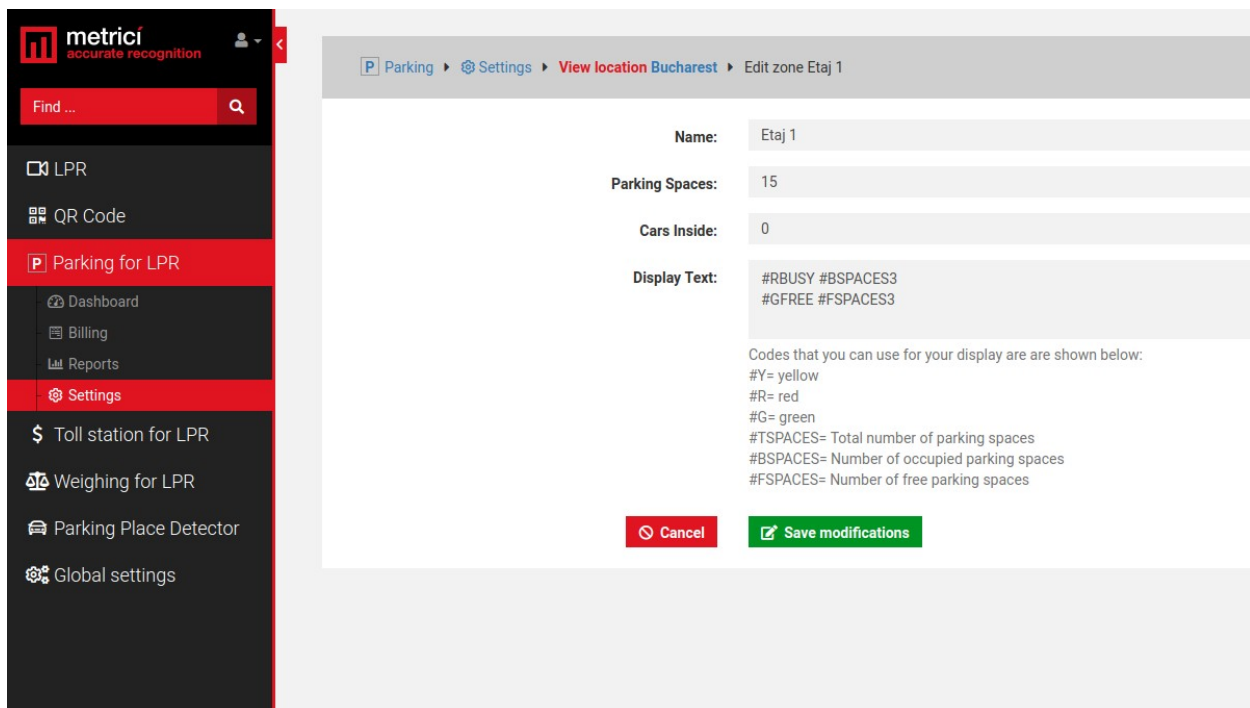 metrici
accurate recognition
Find ...
LPR
QR Code
P Parking for LPR
Dashboard
Billing
Reports
Settings
$ Toll station for LPR
Weighing for LPR
Parking Place Detector
Global settings
P Parking Settings View location Bucharest Edit zone Etaj 1
Name: Etaj 1
Parking Spaces: 15
Cars Inside: 0
Display Text: #RBUSY #BSPACES3
#GFREE #FSPACES3
Codes that you can use for your display are are shown below:
#Y= yellow
#R= red
#G= green
#TSPACES= Total number of parking spaces
#BSPACES= Number of occupied parking spaces
#FSPACES= Number of free parking spaces
Cancel Save modifications